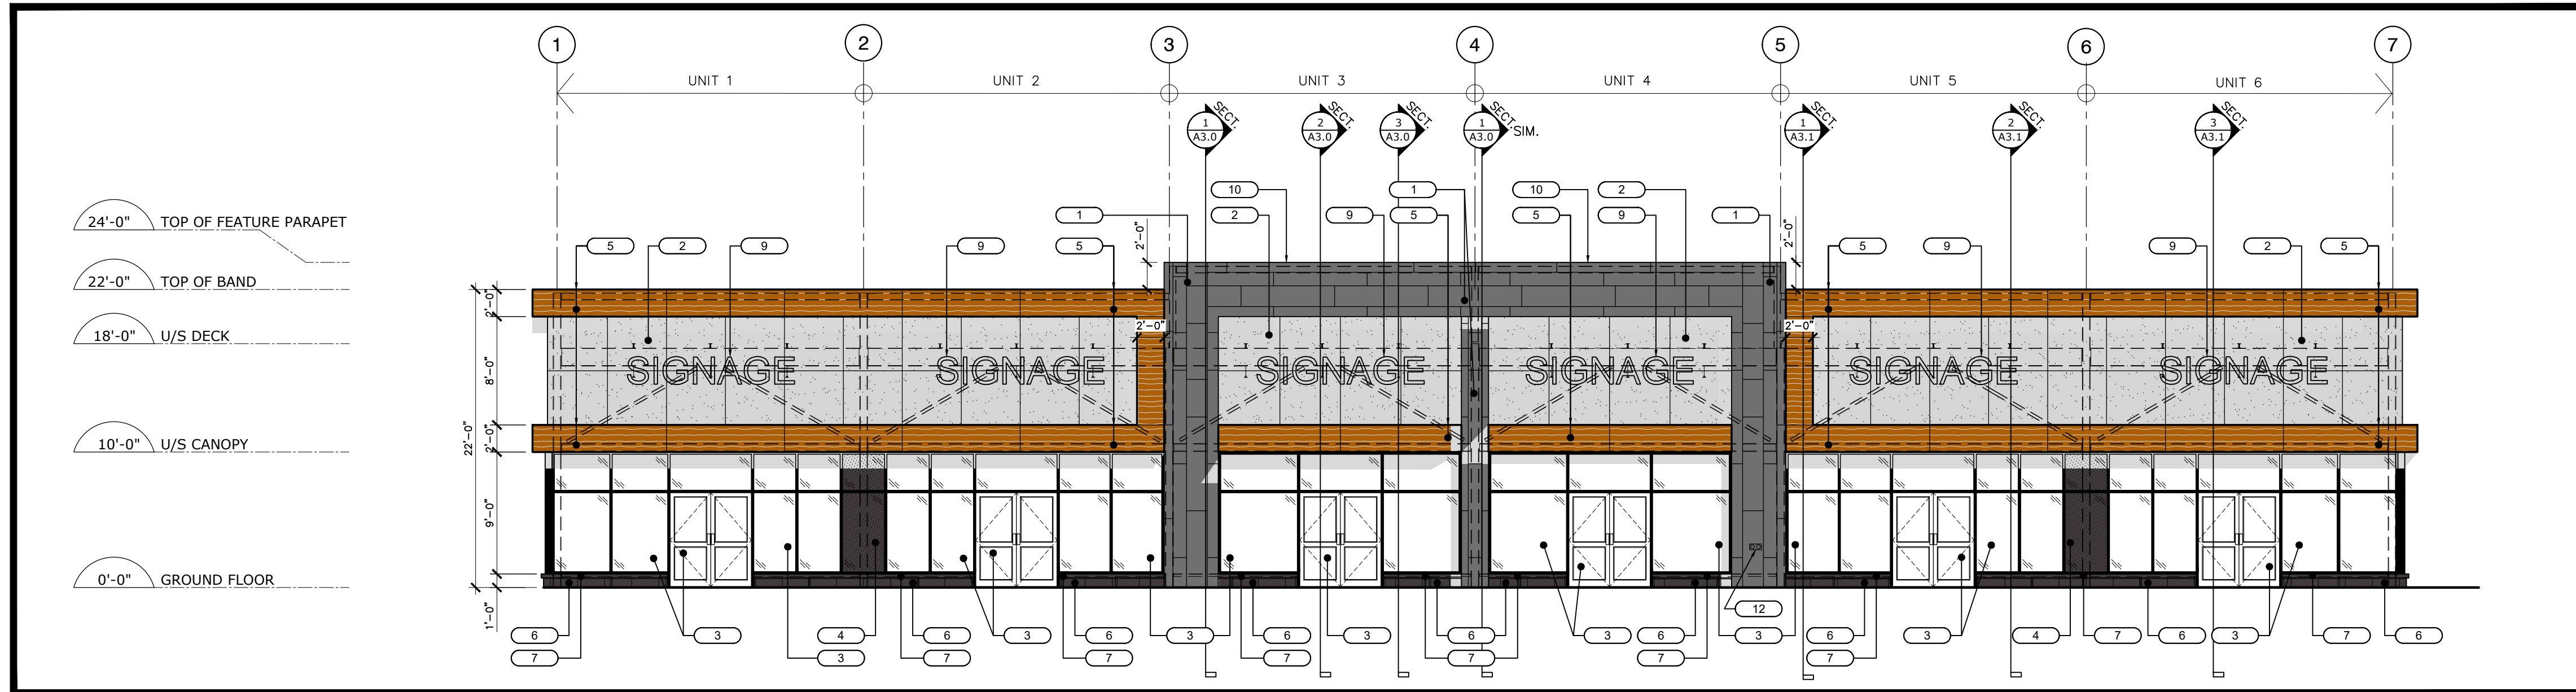 1 2 3 4 5 6 7
UNIT 1 UNIT 2 UNIT 3 UNIT 4 UNIT 5 UNIT 6
SECT. SECT. SECT. SECT. SECT. SECT. SECT.
1 2 3 1 SIM. 1 2 3
A3.0 A3.0 A3.0 A3.0 A3.1 A3.1 A3.1
10 1 10 2
24'-0" TOP OF FEATURE PARAPET
1 2 9 5 5 9 1
2'-0" 2'-0"
5 2 9 9 5 5 9 9 2 5
22'-0" TOP OF BAND
2'-0"
18'-0" U/S DECK
2'-0" 2'-0"
8'-0"
SIGNAGE SIGNAGE SIGNAGE SIGNAGE SIGNAGE SIGNAGE
10'-0" U/S CANOPY
22'-0" 2'-0"
9'-0"
0'-0" GROUND FLOOR
1'-0"
12
6 3 4 6 3 6 3 6 3 6 3 6 3 6 3 4 7 6 3 7 6
7 3 7 7 7 7 7 7